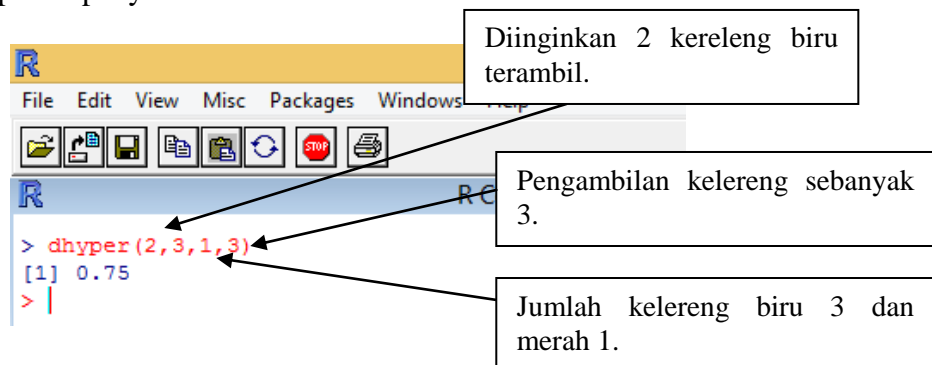 Diinginkan 2 kereleng biru
terambil.
File Edit View Misc Packages Windows
Pengambilan kelereng sebanyak
3.
R C
> dhyper(2,3,1,3)
[1] 0.75
>
Jumlah kelereng biru 3 dan
merah 1.